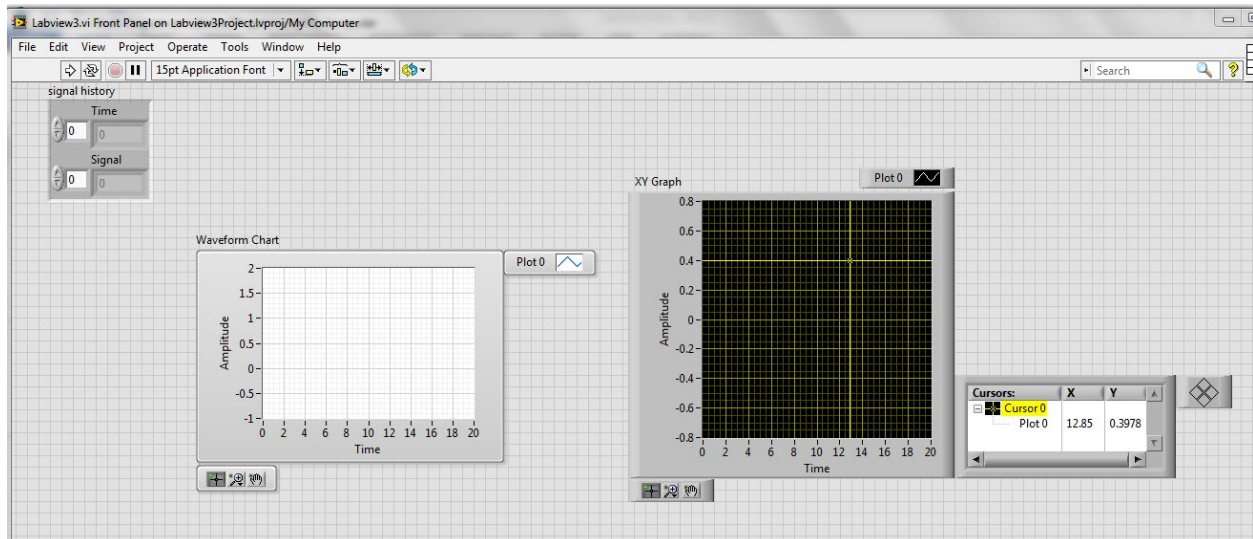 Labview3.vi Front Panel on Labview3Project.lvproj/My Computer
File Edit View Project Operate Tools Window Help
15pt Application Font
Search
signal history
Time
0 0
Signal
0 0
Waveform Chart
Plot 0
2
1.5
1
0.5
0
-0.5
-1
Amplitude
0 2 4 6 8 10 12 14 16 18 20
Time
XY Graph
Plot 0
0.8
0.6
0.4
0.2
0
-0.2
-0.4
-0.6
-0.8
Amplitude
0 2 4 6 8 10 12 14 16 18 20
Time
Cursors: X Y
Cursor 0
Plot 0 12.85 0.3978